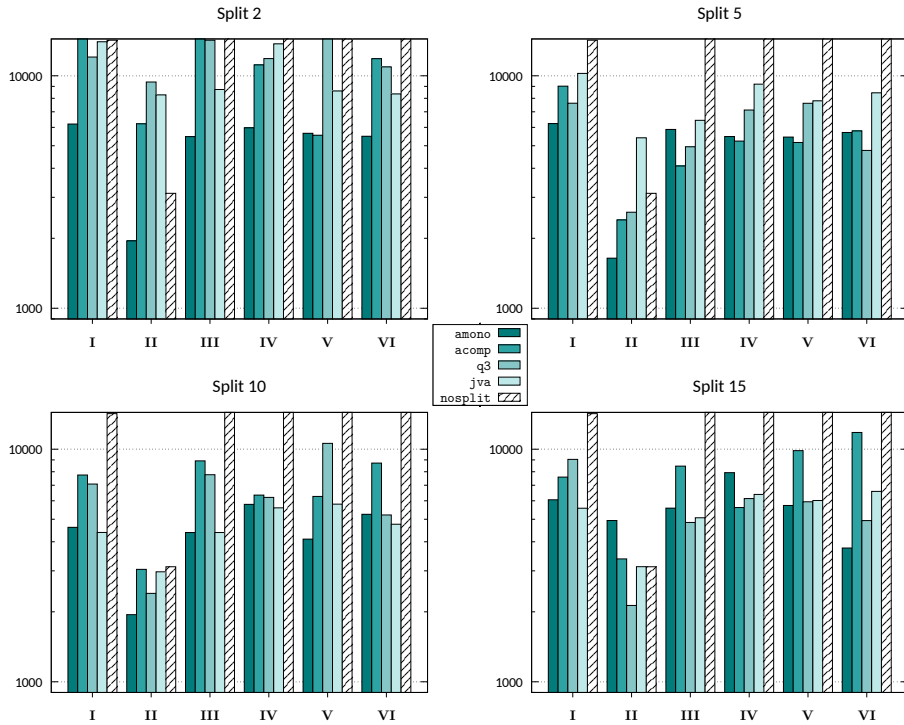 Split 2
10000
1000
I II III IV V VI
Split 5
10000
1000
I II III IV V VI
amono
acomp
q3
jva
nosplit
Split 10
10000
1000
I II III IV V VI
Split 15
10000
1000
I II III IV V VI